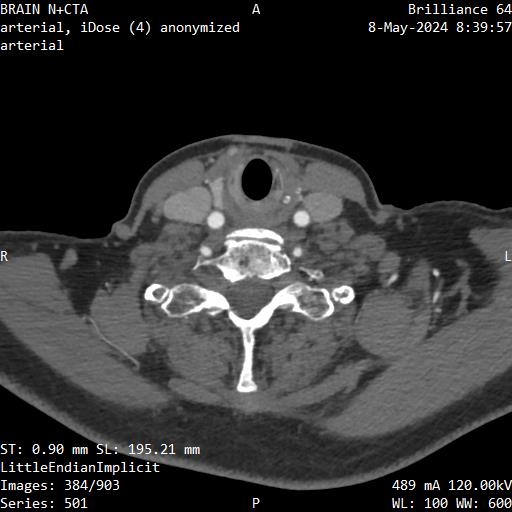 BRAIN N+CTA
A
Brilliance 64
arterial, iDose (4) anonymized
8-May-2024 8:39:57
arterial
R
L
ST: 0.90 mm SL: 195.21 mm
LittleEndianImplicit
Images: 384/903
489 mA 120.00kV
Series: 501
P
WL: 100 WW: 600